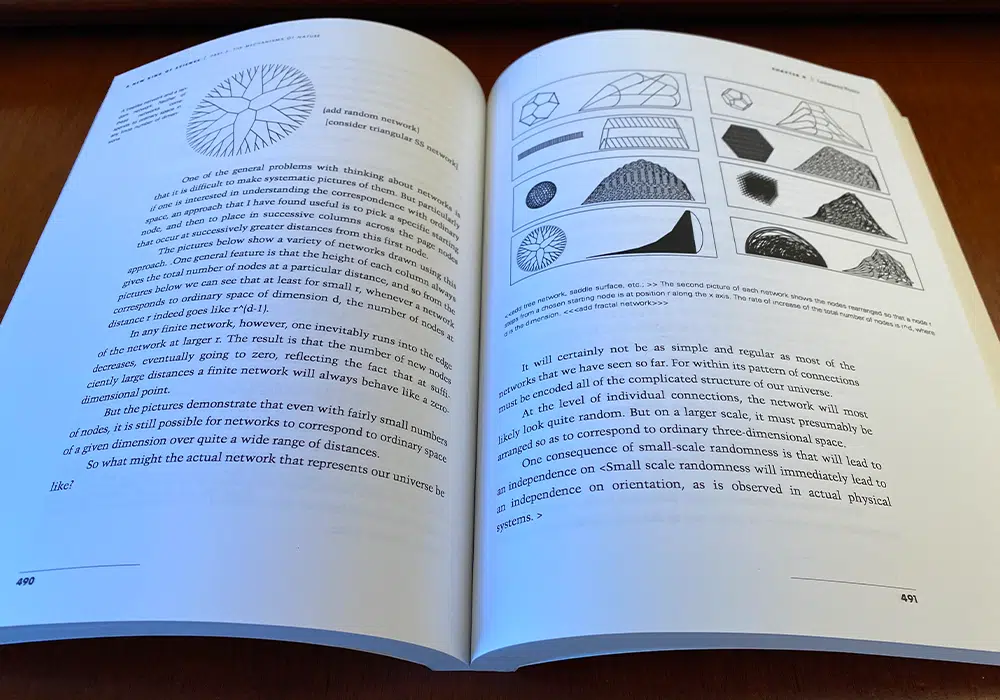 A NEW KIND OF SCIENCE | PART 2: THE MECHANISMS OF NATURE
[add random network]
[consider triangular SS network]
One of the general problems with thinking about networks is
that it is difficult to make systematic pictures of them. But particularly
if one is interested in understanding the correspondence with ordinary
space, an approach that I have found useful is to pick a specific starting
node, and then to place in successive columns across the page nodes
that occur at successively greater distances from this first node.
The pictures below show a variety of networks drawn using this
approach. .One general feature is that the height of each column always
gives the total number of nodes at a particular distance, and so from the
pictures below we can see that at least for small r, whenever a network
corresponds to ordinary space of dimension d, the number of nodes at
distance r indeed goes like r^(d-1).
In any finite network, however, one inevitably runs into the edge
of the network at larger r. The result is that the number of new nodes
decreases, eventually going to zero, reflecting the fact that at suffi-
ciently large distances a finite network will always behave like a zero-
dimensional point.
But the pictures demonstrate that even with fairly small numbers
of nodes, it is still possible for networks to correspond to ordinary space
of a given dimension over quite a wide range of distances.
So what might the actual network that represents our universe be
like?
490
CHAPTER 9
<<add tree network, saddle surface, etc.: >> The second picture of each network shows the nodes rearranged so that a node r
steps from a chosen starting node is at position r along the x axis. The rate of increase of the total number of nodes is r^d, where
d is the dimension. <<<add fractal network>>>
It will certainly not be as simple and regular as most of the
networks that we have seen so far. For within its pattern of connections
must be encoded all of the complicated structure of our universe.
At the level of individual connections, the network will most
likely look quite random. But on a larger scale, it must presumably be
arranged so as to correspond to ordinary three-dimensional space.
One consequence of small-scale randomness is that will lead to
an independence on <Small scale randomness will immediately lead to
an independence on orientation, as is observed in actual physical
systems. >
491